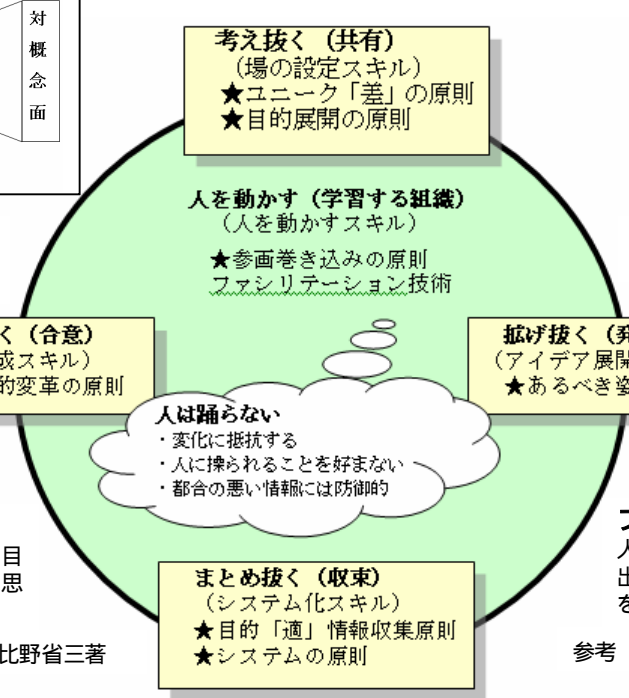 対
概
念
面
考え抜く（共有）
（場の設定スキル）
★ユニーク「差」の原則
★目的展開の原則
人を動かす（学習する組織）
（人を動かすスキル）
★参画巻き込みの原則
ファシリテーション技術
く（合意）
成スキル）
的変革の原則
拡げ抜く（発
（アイデア展開
★あるべき姿
人は踊らない
・変化に抵抗する
・人に操られることを好まない
・都合の悪い情報には防御的
まとめ抜く（収束）
（システム化スキル）
★目的「適」情報収集原則
★システムの原則
目
思
比野省三著
人
出
を
参考